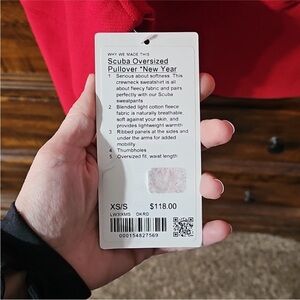 WHY WE MADE THIS
Scuba Oversized
Pullover *New Year
1 Serious about softness. This
crewneck sweatshirt is all
about fleecy fabric and pairs
perfectly with our Scuba
sweatpants
2 Blended light cotton fleece
fabric is naturally breathable,
soft against your skin, and
provides lightweight warmth
3 Ribbed panels at the sides and
under the arms for added
mobility
4 Thumbholes
5 Oversized fit, waist length
XS/S $118.00
LW3IXMS DKRD
000154827569